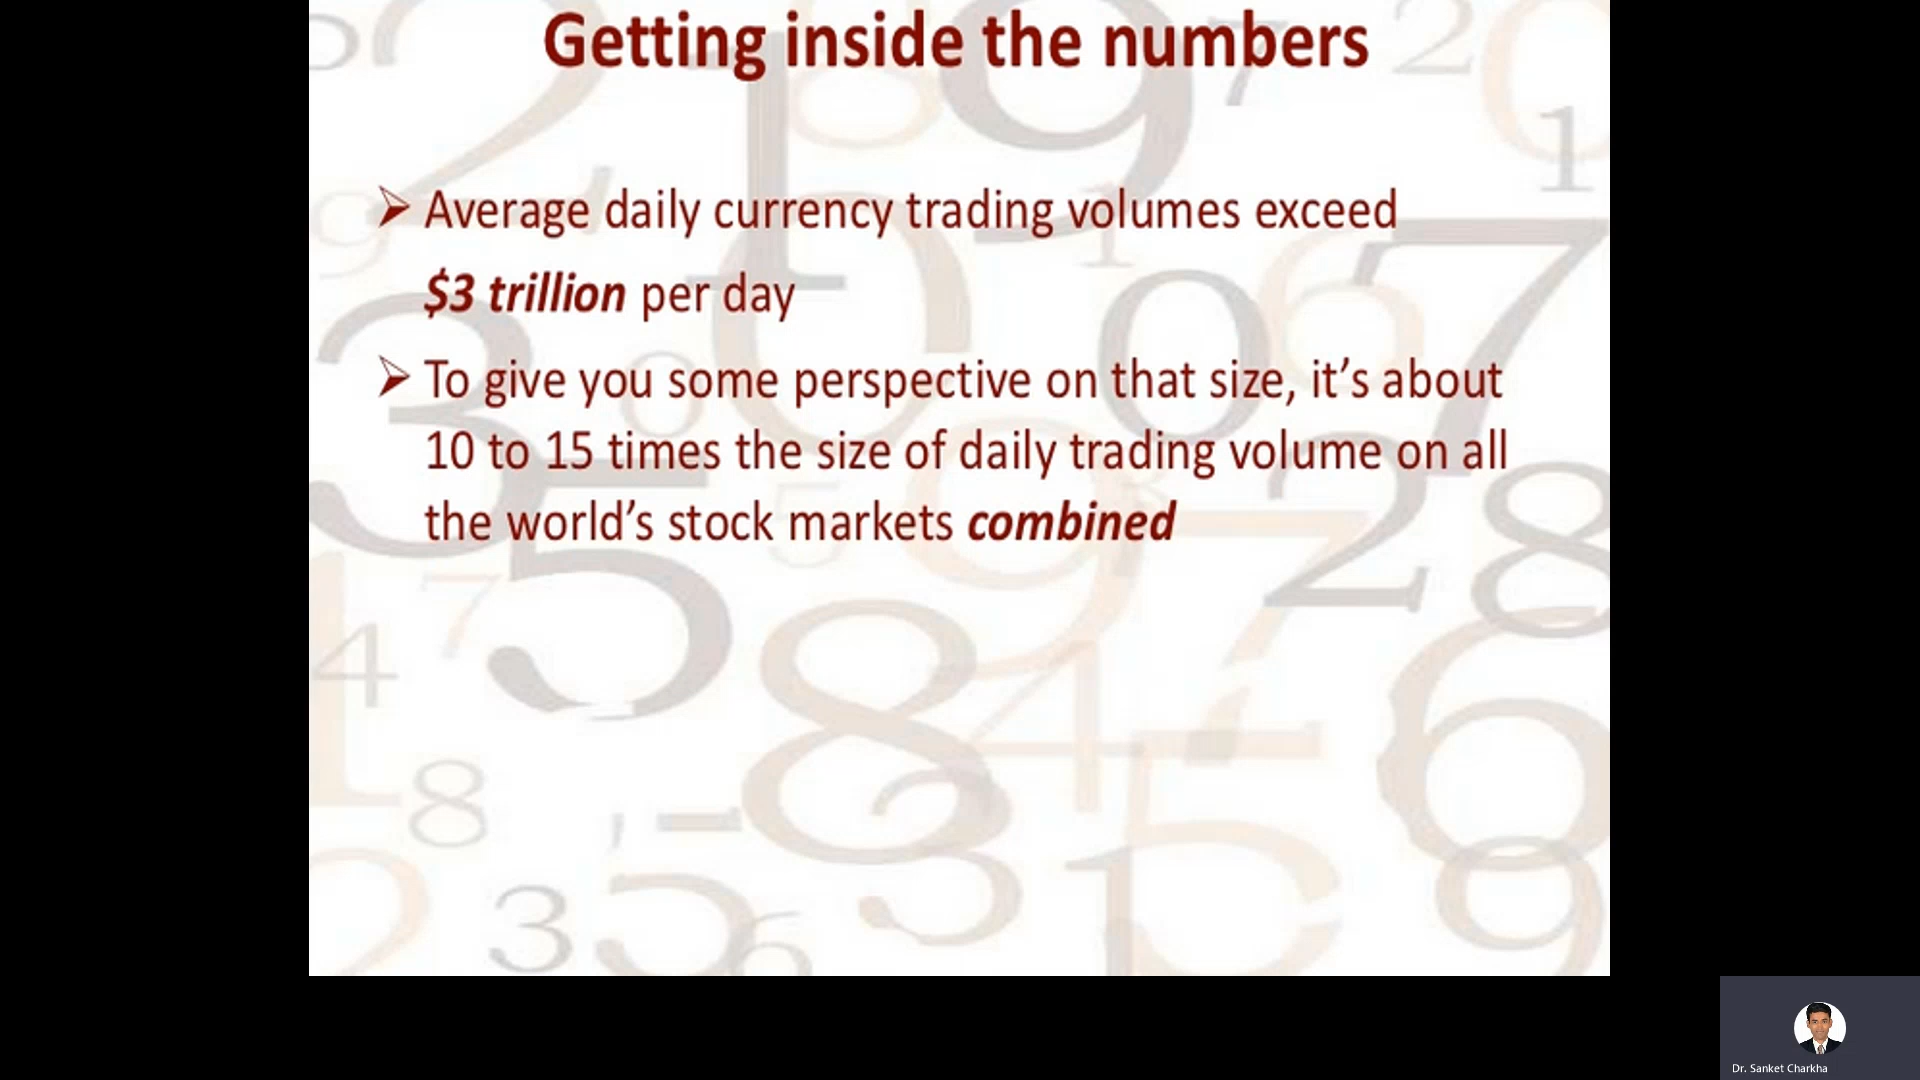 Getting inside the numbers
➢ Average daily currency trading volumes exceed
$3 trillion per day
➢ To give you some perspective on that size, it’s about
10 to 15 times the size of daily trading volume on all
the world’s stock markets combined
Dr. Sanket Charkha